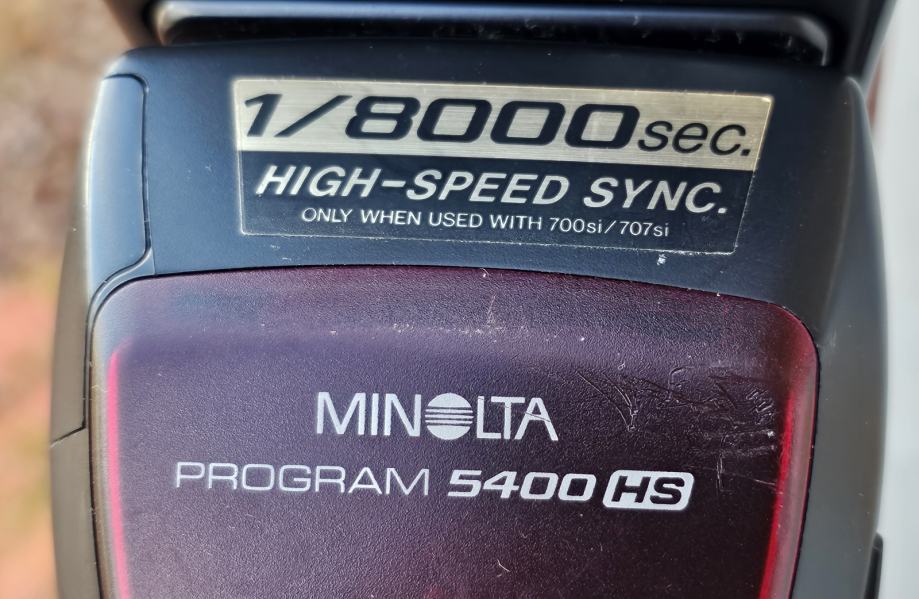 1/8000sec.
HIGH-SPEED SYNC.
ONLY WHEN USED WITH 700si/707si
MINOLTA
PROGRAM 5400 HS